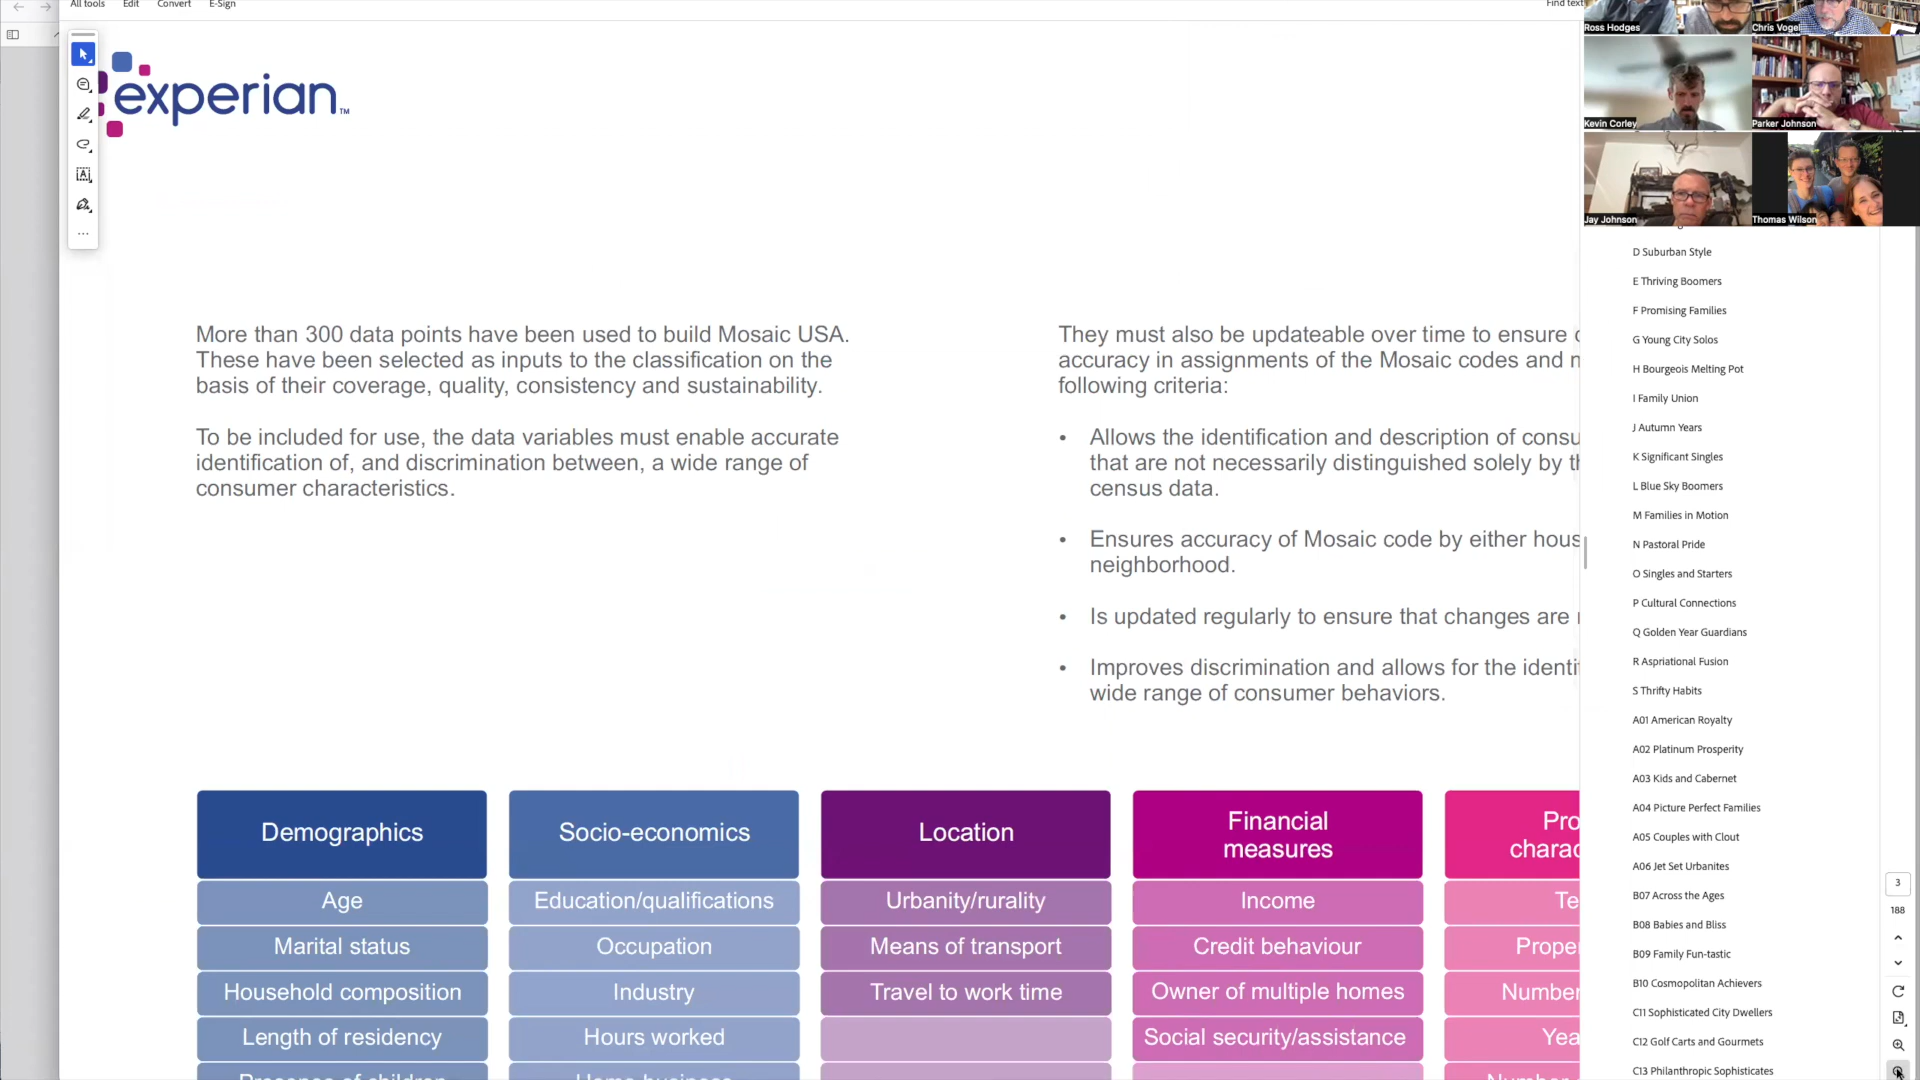 All tools
Edit
Convert
E-Sign
Find text
experian™
More than 300 data points have been used to build Mosaic USA.
These have been selected as inputs to the classification on the
basis of their coverage, quality, consistency and sustainability.
To be included for use, the data variables must enable accurate
identification of, and discrimination between, a wide range of
consumer characteristics.
They must also be updateable over time to ensure
accuracy in assignments of the Mosaic codes and
following criteria:
• Allows the identification and description of consu
that are not necessarily distinguished solely by
census data.
• Ensures accuracy of Mosaic code by either hous
neighborhood.
• Is updated regularly to ensure that changes are
• Improves discrimination and allows for the identi
wide range of consumer behaviors.
Demographics
Age
Marital status
Household composition
Length of residency
Presence of children
Socio-economics
Education/qualifications
Occupation
Industry
Hours worked
Home business
Location
Urbanity/rurality
Means of transport
Travel to work time
Financial
measures
Income
Credit behaviour
Owner of multiple homes
Social security/assistance
Pro
charac
Te
Proper
Number
Yea
Number
Ross Hodges
Chris Vogel
Kevin Corley
Parker Johnson
Jay Johnson
Thomas Wilson
D Suburban Style
E Thriving Boomers
F Promising Families
G Young City Solos
H Bourgeois Melting Pot
I Family Union
J Autumn Years
K Significant Singles
L Blue Sky Boomers
M Families in Motion
N Pastoral Pride
O Singles and Starters
P Cultural Connections
Q Golden Year Guardians
R Aspriational Fusion
S Thrifty Habits
A01 American Royalty
A02 Platinum Prosperity
A03 Kids and Cabernet
A04 Picture Perfect Families
A05 Couples with Clout
A06 Jet Set Urbanites
B07 Across the Ages
B08 Babies and Bliss
B09 Family Fun-tastic
B10 Cosmopolitan Achievers
C11 Sophisticated City Dwellers
C12 Golf Carts and Gourmets
C13 Philanthropic Sophisticates
3
188